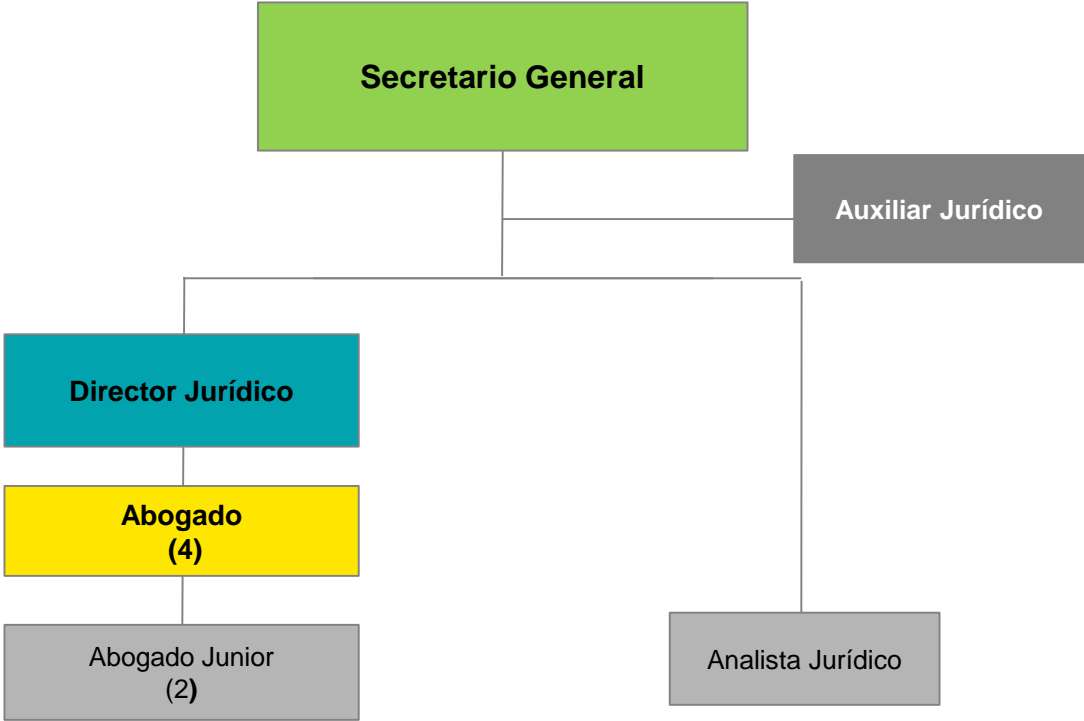 Secretario General
Auxiliar Jurídico
Director Jurídico
Abogado
(4)
Abogado Junior
(2)
Analista Jurídico